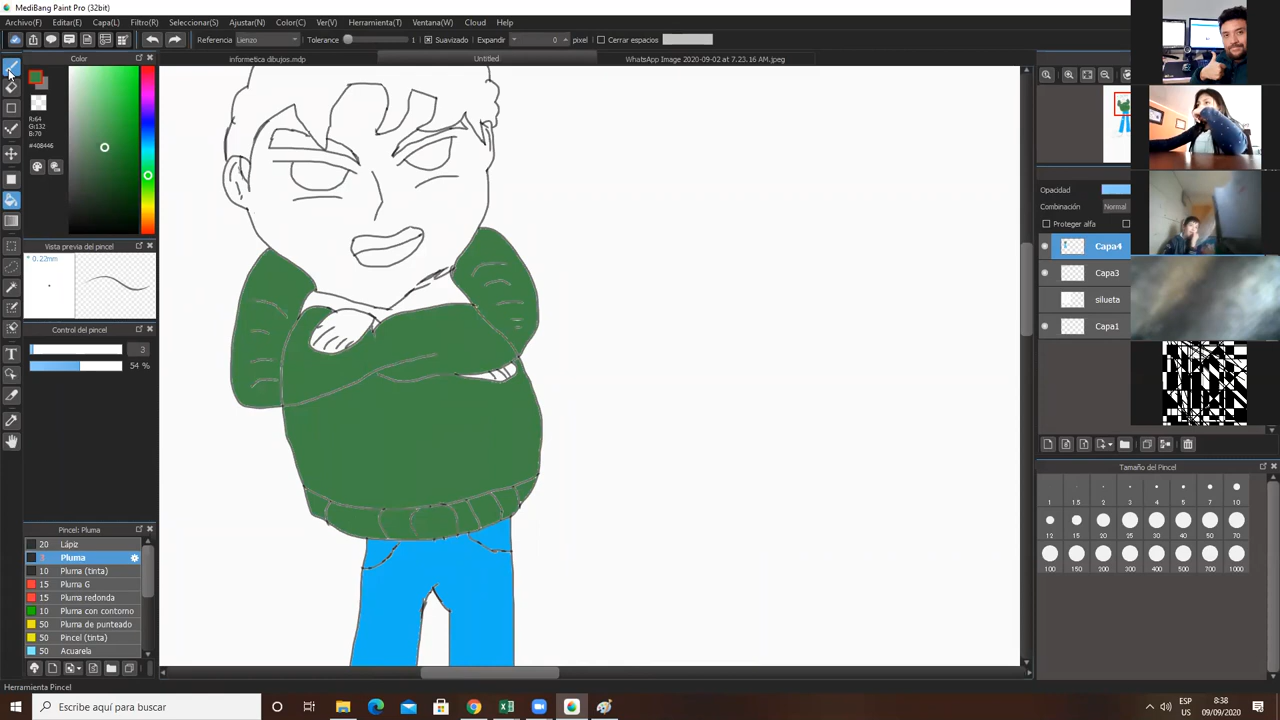 MediBang Paint Pro (32bit)
Archivo(F) Editar(E) Capa(L) Filtro(R) Seleccionar(S) Ajustar(N) Color(C) Ver(V) Herramienta(T) Ventana(W) Cloud Help
Referencia Lienzo Tolerance 1 Suavizado Expandir 0 pixel Cerrar espacios
Color
informetica dibujos.mdp Untitled WhatsApp Image 2020-09-02 at 7.23.16 AM.jpeg
R:64
G:132
B:70
#408446
Opacidad
Combinación Normal
Proteger alfa
Vista previa del pincel
* 0.22mm
Capa4
Capa3
silueta
Capa1
Control del pincel
3
54 %
Tamaño del Pincel
1 1.5 2 3 4 5 7 10
12 15 20 25 30 40 50 70
100 150 200 300 400 500 700 1000
Pincel: Pluma
20 Lápiz
3 Pluma
10 Pluma (tinta)
15 Pluma G
15 Pluma redonda
10 Pluma con contorno
50 Pluma de punteado
50 Pincel (tinta)
50 Acuarela
Herramienta Pincel
Escribe aquí para buscar
ESP
US
8:38
09/09/2020